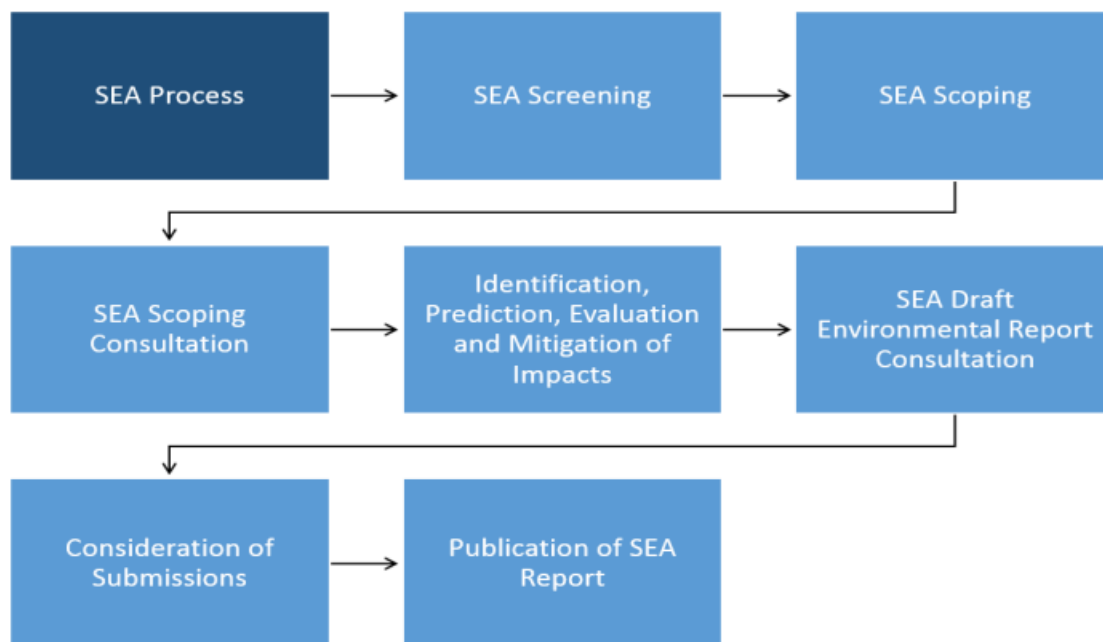 SEA Process
SEA Screening
SEA Scoping
SEA Scoping
Consultation
Identification,
Prediction, Evaluation
and Mitigation of
Impacts
SEA Draft
Environmental Report
Consultation
Consideration of
Submissions
Publication of SEA
Report